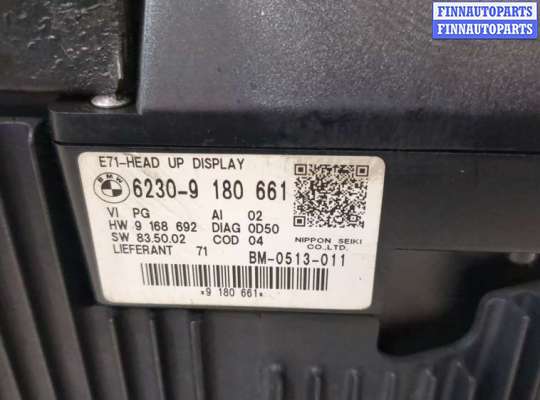 FINNAUTOPARTS
FINNAUTOPARTS
E71-HEAD UP DISPLAY
BMW 6230-9 180 661
VI PG AI 02
HW 9 168 692 DIAG 0D50
SW 83.50.02 COD 04
LIEFERANT 71
NIPPON SEIKI
CO.,LTD.
BM-0513-011
*9 180 661*